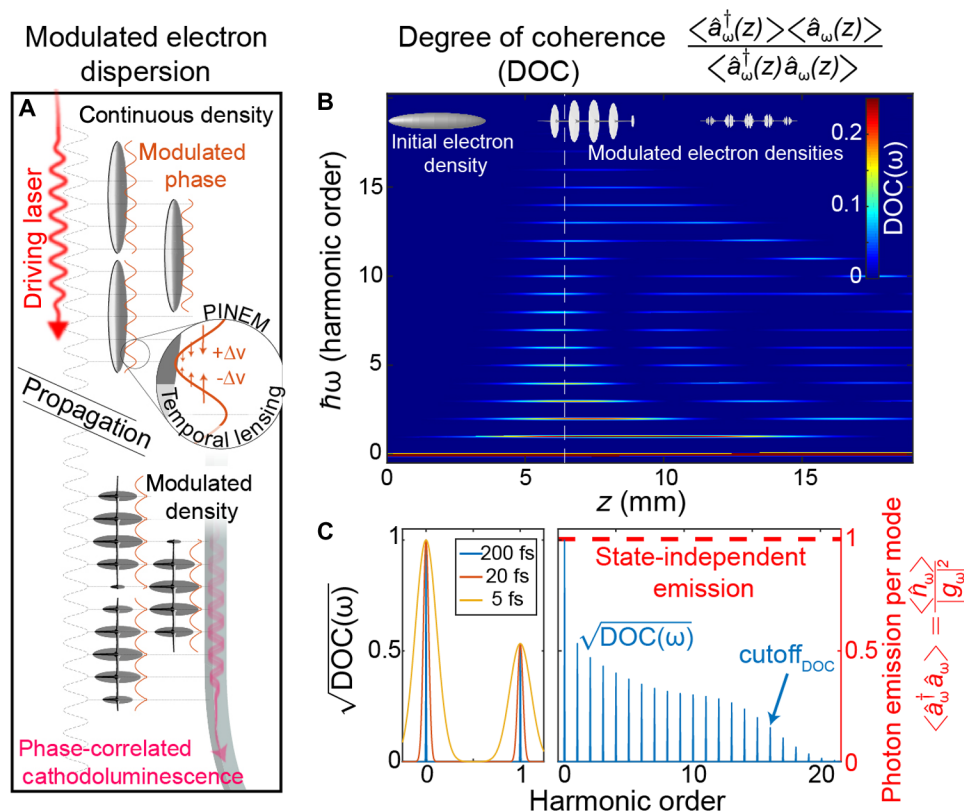 Modulated electron
dispersion
A
Continuous density
Modulated
phase
Driving laser
PINEM
+Δv
-Δv
Temporal lensing
Propagation
Modulated
density
Phase-correlated
cathodoluminescence
Degree of coherence
(DOC)
<â†ω(z)><âω(z)>
<â†ω(z)âω(z)>
B
Initial electron
density
Modulated electron densities
0.2
0.1
0
DOC(ω)
15
10
5
0
ħω (harmonic order)
0 5 10 15
z (mm)
C
1
0.5
0
√DOC(ω)
200 fs
20 fs
5 fs
0 1
State-independent
emission
√DOC(ω)
cutoff DOC
0 10 20
1
0.5
0
Harmonic order
Photon emission per mode
<â†ωâω> = <n̂ω>/|gω|²